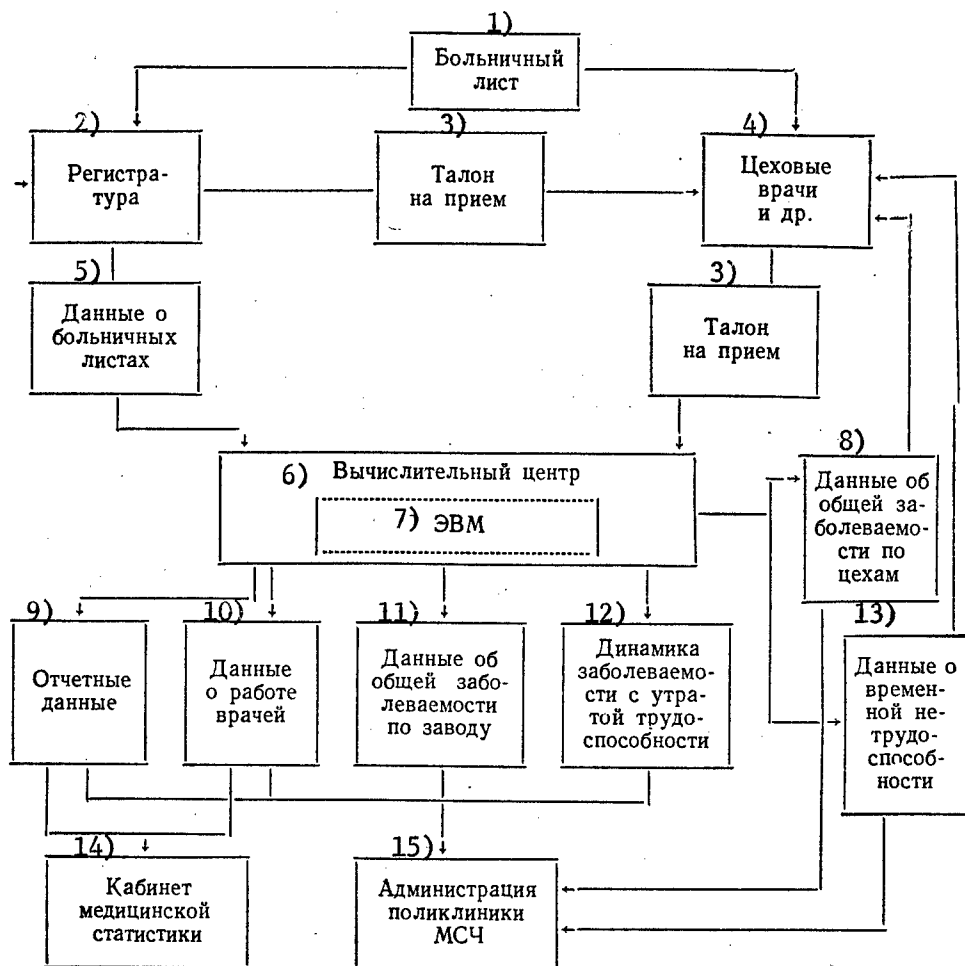 1)
Больничный
лист
2)
Регистра-
тура
3)
Талон
на прием
4)
Цеховые
врачи
и др.
5)
Данные о
больничных
листах
3)
Талон
на прием
6) Вычислительный центр
7) ЭВМ
8)
Данные об
общей за-
болеваемо-
сти по
цехам
9)
Отчетные
данные
10)
Данные
о работе
врачей
11)
Данные об
общей забо-
леваемости
по заводу
12)
Динамика
заболеваемо-
сти с утра-
той трудо-
способности
13)
Данные о
времен-
ной не-
трудо-
способ-
ности
14)
Кабинет
медицинской
статистики
15)
Администрация
поликлиники
МСЧ